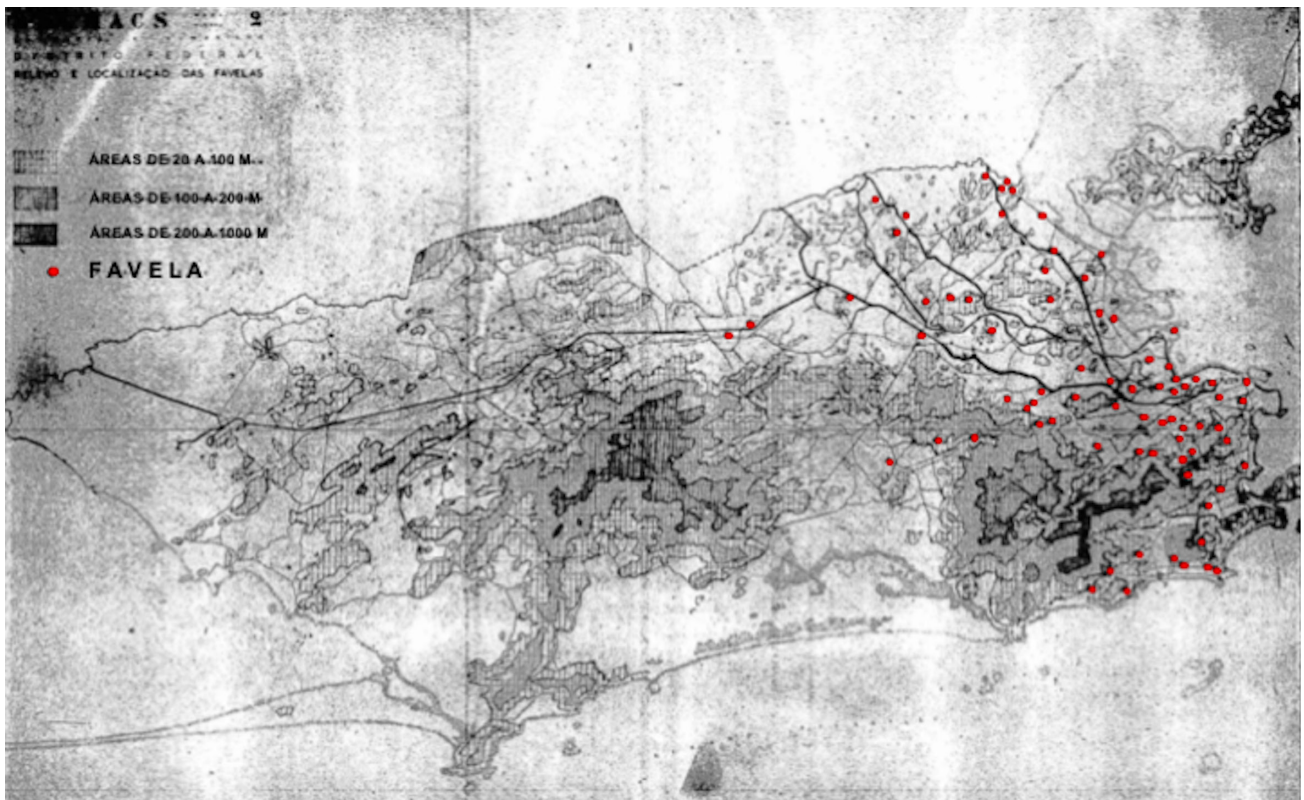 ACS 2
DISTRITO FEDERAL
RELEVO E LOCALIZAÇÃO DAS FAVELAS
ÁREAS DE 20 A 100 M
ÁREAS DE 100 A 200 M
ÁREAS DE 200 A 1000 M
FAVELA